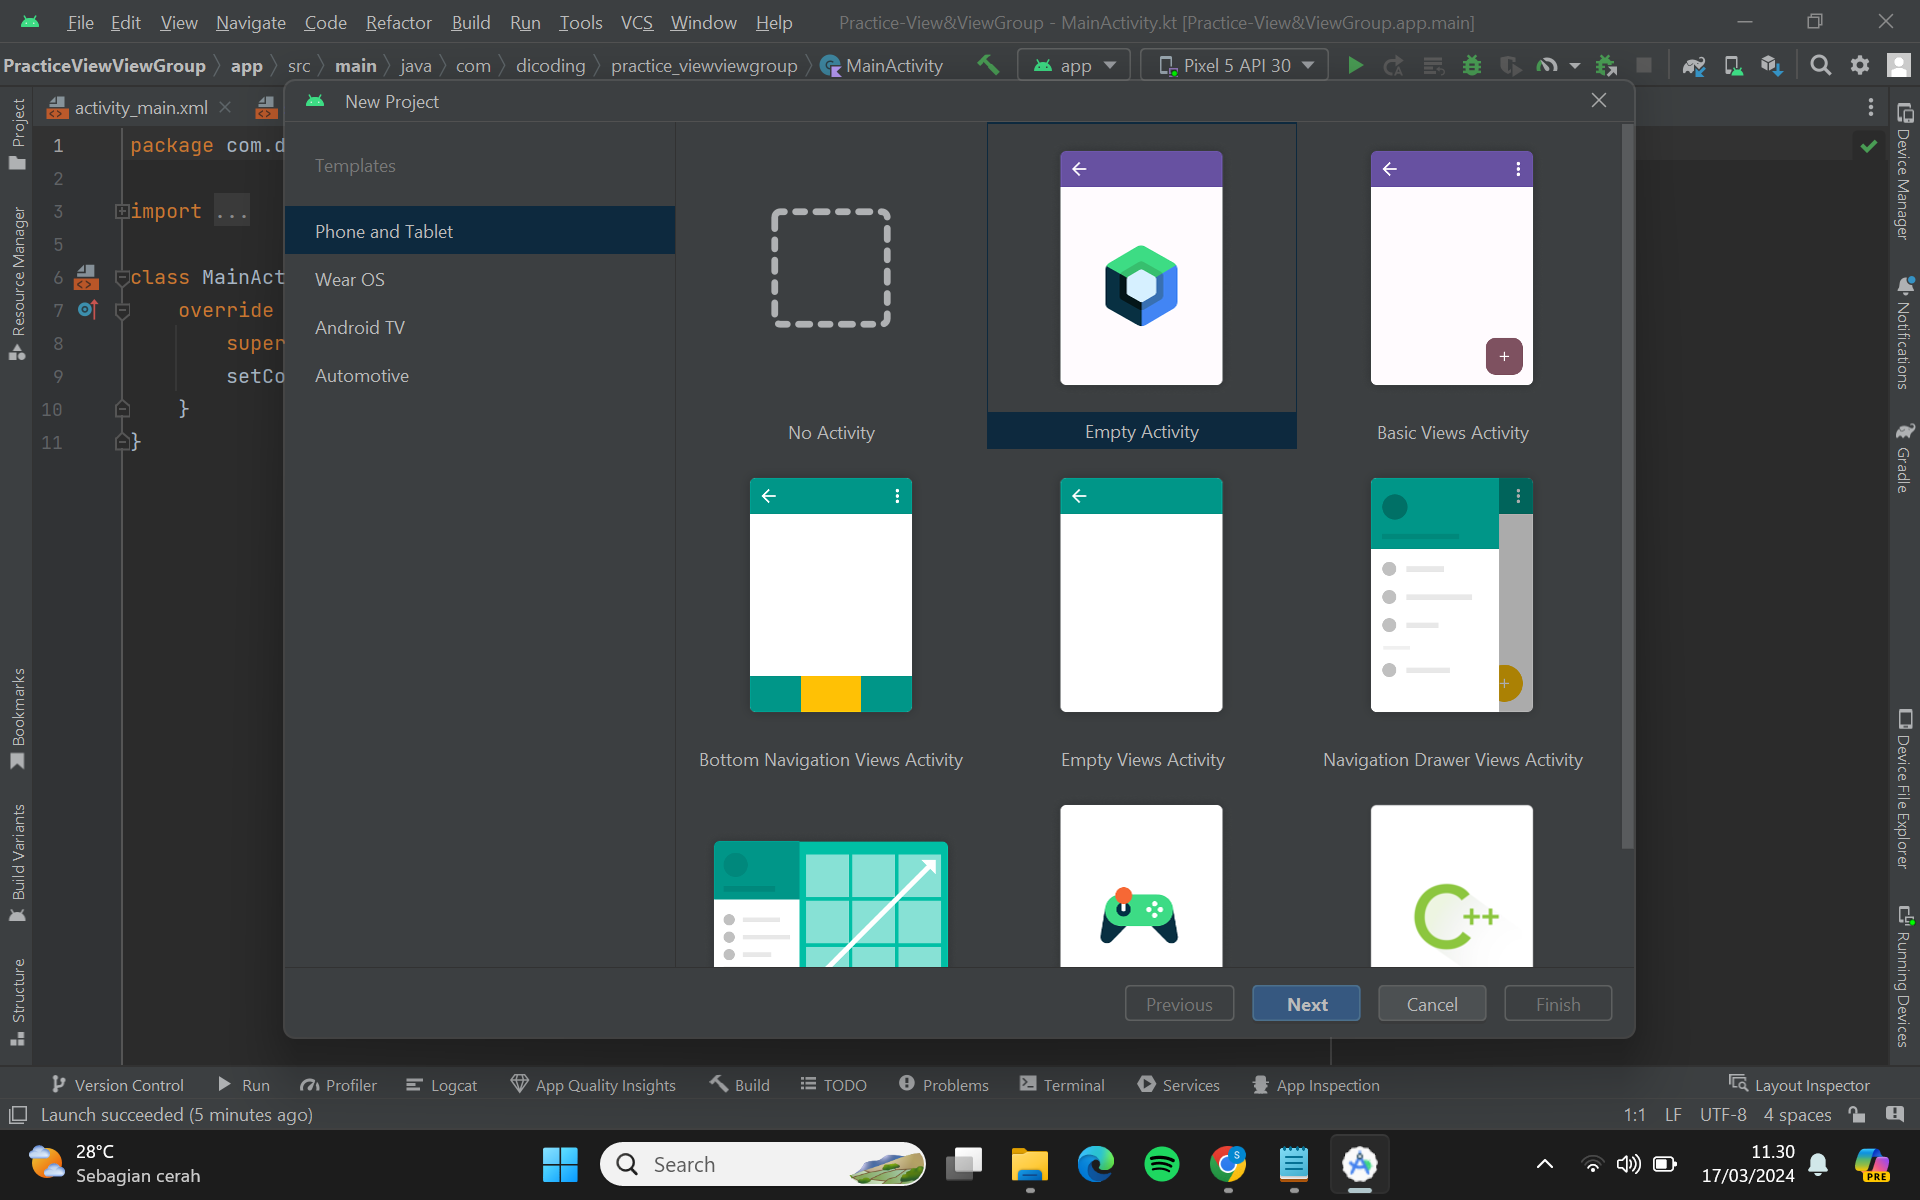 File Edit View Navigate Code Refactor Build Run Tools VCS Window Help Practice-View&ViewGroup - MainActivity.kt [Practice-View&ViewGroup.app.main]
PracticeViewViewGroup app src main java com dicoding practice_viewviewgroup MainActivity app Pixel 5 API 30
activity_main.xml
New Project
Project
Resource Manager
Bookmarks
Build Variants
Structure
1 package com.d
2
3 import ...
5
6 class MainAct
7 override
8 super
9 setCo
10 }
11 }
Templates
Phone and Tablet
Wear OS
Android TV
Automotive
No Activity
Empty Activity
Basic Views Activity
Bottom Navigation Views Activity
Empty Views Activity
Navigation Drawer Views Activity
C++
Previous
Next
Cancel
Finish
Device Manager
Notifications
Gradle
Device File Explorer
Running Devices
Version Control Run Profiler Logcat App Quality Insights Build TODO Problems Terminal Services App Inspection Layout Inspector
Launch succeeded (5 minutes ago) 1:1 LF UTF-8 4 spaces
28°C
Sebagian cerah
Search
S
11.30
17/03/2024
PRE